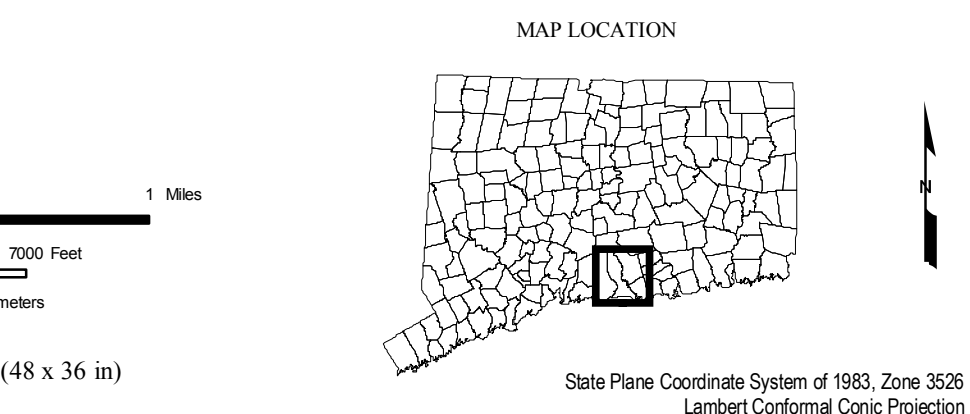 MAP LOCATION
1 Miles
7000 Feet
meters
(48 x 36 in)
N
State Plane Coordinate System of 1983, Zone 3526
Lambert Conformal Conic Projection